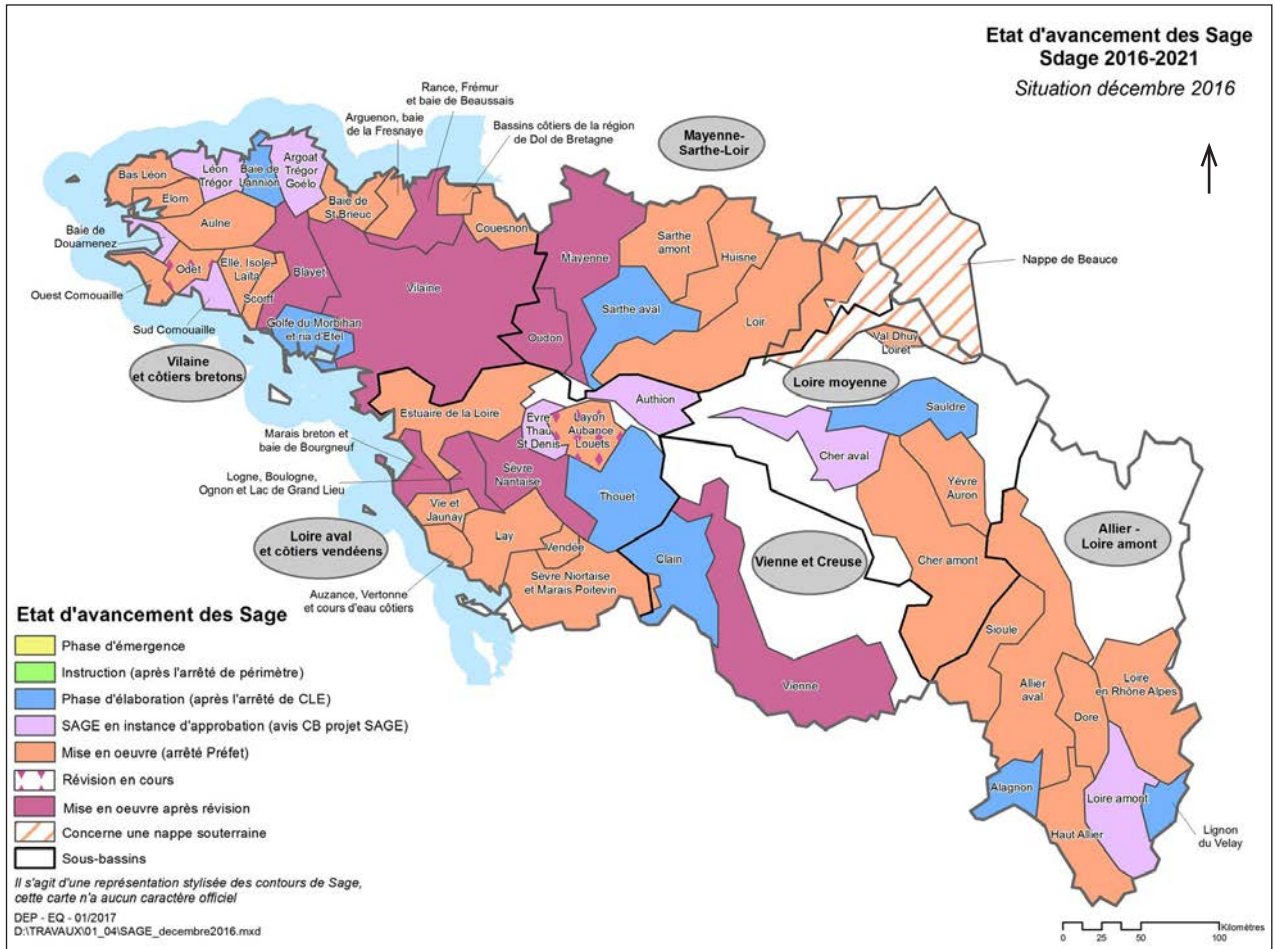 Etat d'avancement des Sage
Sdage 2016-2021
Situation décembre 2016
Rance, Frémur
et baie de Beaussais
Arguenon, baie
de la Fresnaye
Bassins côtiers de la région
de Dol de Bretagne
Mayenne-
Sarthe-Loir
Bas Léon
Léon
Trégor
Baie de
Lannion
Argoat
Trégor
Goëlo
Elorn
Aulne
Baie de
St Brieuc
Couesnon
Baie de
Douarnenez
Odet
Ellé, Isole-
Laïta
Scorff
Blavet
Vilaine
Ouest Cornouaille
Sud Cornouaille
Golfe du Morbihan
et ria d'Etel
Mayenne
Oudon
Sarthe
amont
Huisne
Sarthe aval
Loir
Nappe de Beauce
Val Dhuy
Loiret
Vilaine
et côtiers bretons
Loire moyenne
Estuaire de la Loire
Evre
Thau
St Denis
Layon
Aubance
Louets
Authion
Sauldre
Cher aval
Marais breton et
baie de Bourgneuf
Logne, Boulogne,
Ognon et Lac de Grand Lieu
Sèvre
Nantaise
Thouet
Yèvre
Auron
Loire aval
et côtiers vendéens
Vie et
Jaunay
Lay
Vendée
Clain
Vienne et Creuse
Cher amont
Allier -
Loire amont
Auzance, Vertonne
et cours d'eau côtiers
Sèvre Niortaise
et Marais Poitevin
Vienne
Sioule
Allier
aval
Dore
Loire
en Rhône Alpes
Alagnon
Loire amont
Haut Allier
Lignon
du Velay
Etat d'avancement des Sage
Phase d'émergence
Instruction (après l'arrêté de périmètre)
Phase d'élaboration (après l'arrêté de CLE)
SAGE en instance d'approbation (avis CB projet SAGE)
Mise en oeuvre (arrêté Préfet)
Révision en cours
Mise en oeuvre après révision
Concerne une nappe souterraine
Sous-bassins
Il s'agit d'une représentation stylisée des contours de Sage,
cette carte n'a aucun caractère officiel
DEP - EQ - 01/2017
D:\TRAVAUX\01_04\SAGE_decembre2016.mxd
Kilomètres
0 25 50 100